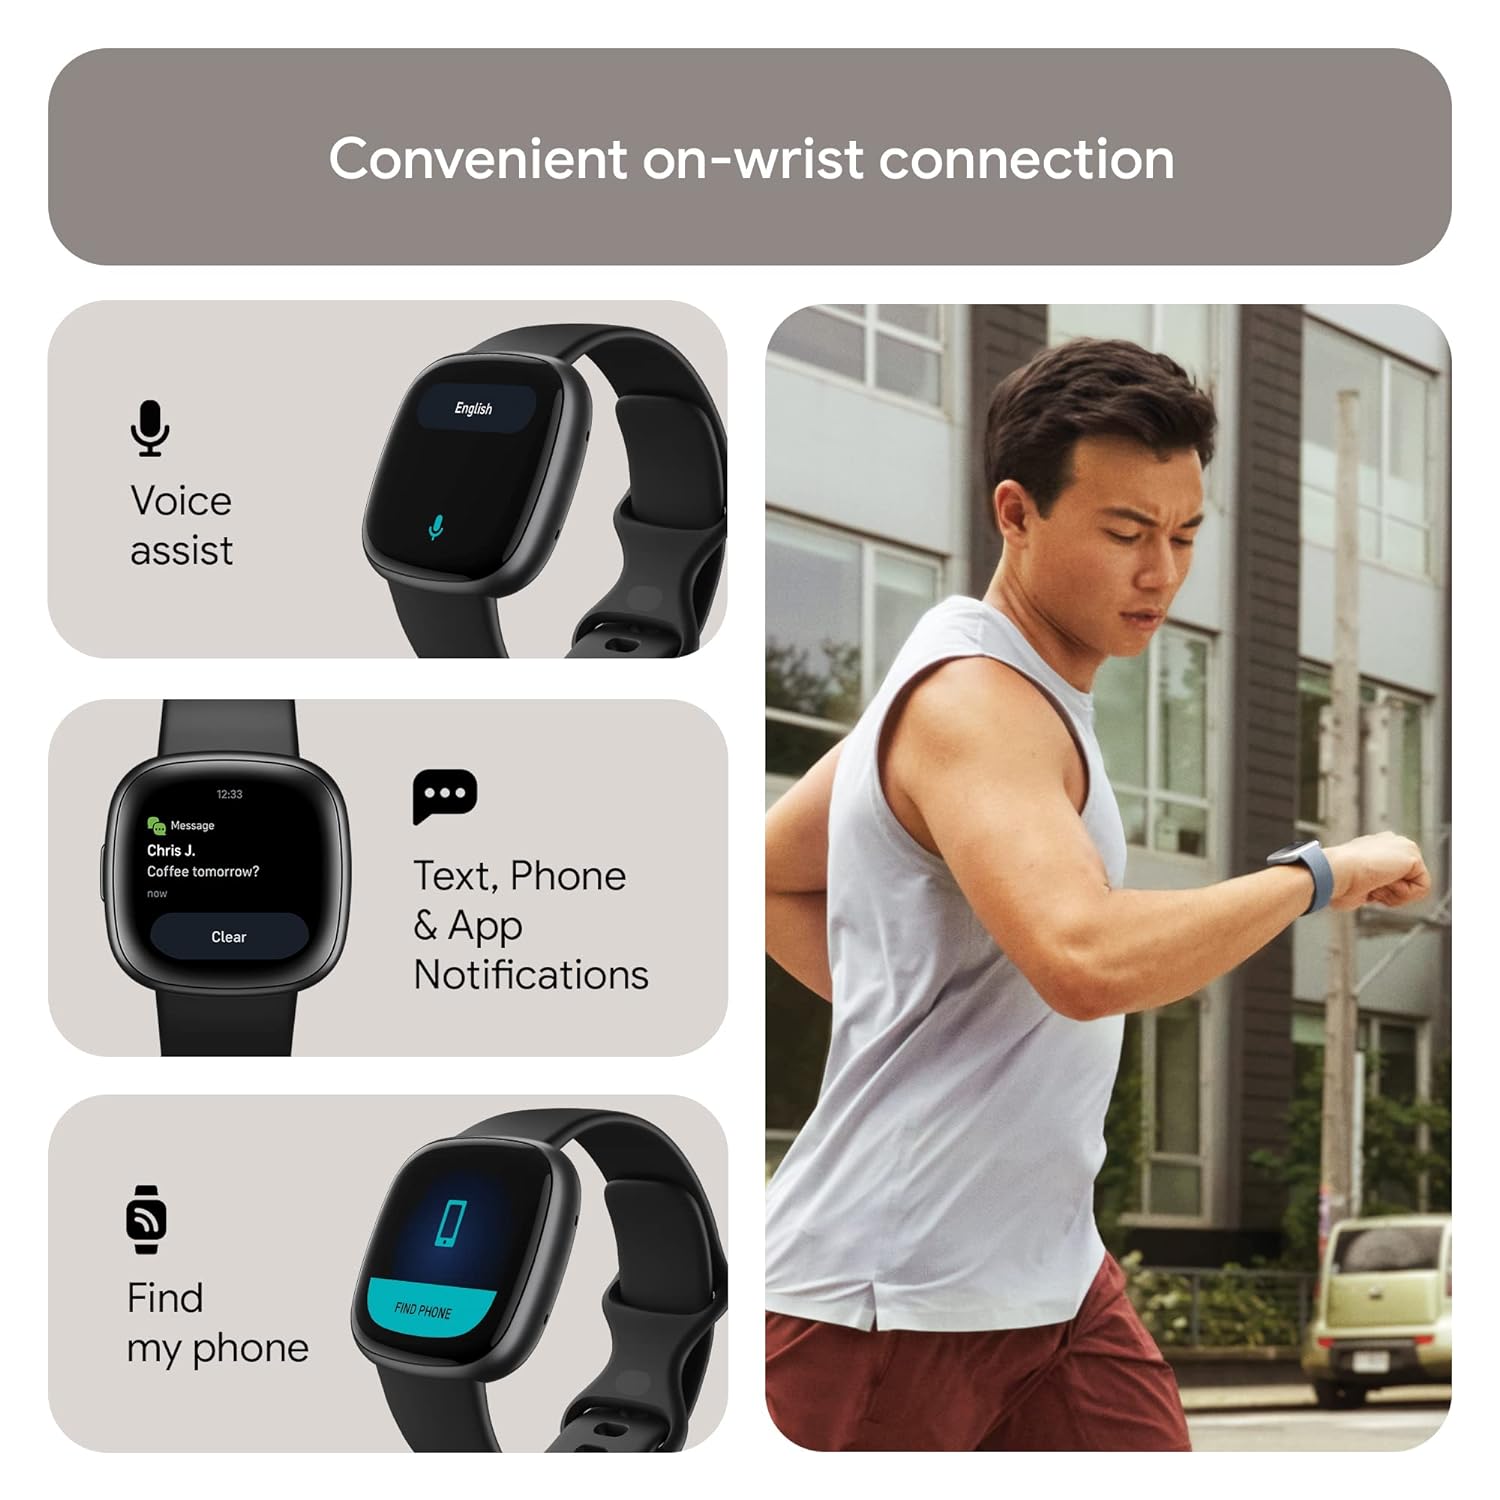 Convenient on-wrist connection
English
Voice
assist
12:33
Message
Chris J.
Coffee tomorrow?
now
Clear
Text, Phone
& App
Notifications
FIND PHONE
Find
my phone